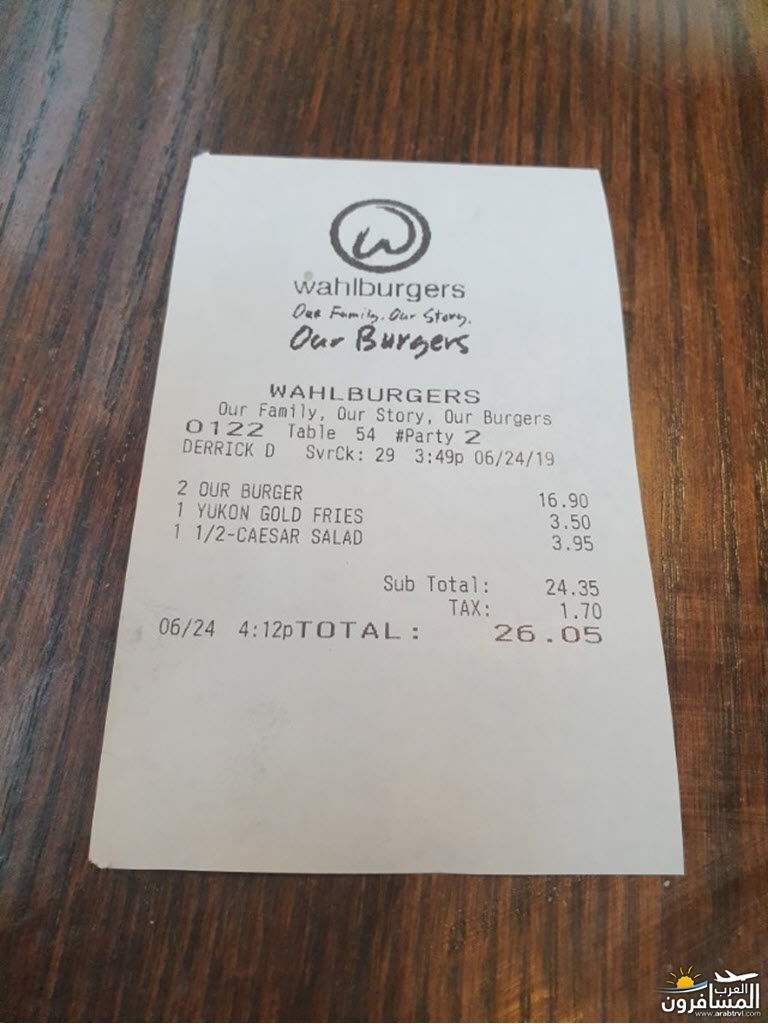 W
wahlburgers
Our Family. Our Story.
Our Burgers
WAHLBURGERS
Our Family, Our Story, Our Burgers
0122 Table 54 #Party 2
DERRICK D SvrCk: 29 3:49p 06/24/19
2 OUR BURGER 16.90
1 YUKON GOLD FRIES 3.50
1 1/2-CAESAR SALAD 3.95
Sub Total: 24.35
TAX: 1.70
06/24 4:12pTOTAL: 26.05
العرب
المسافرون
www.arabtrvl.com